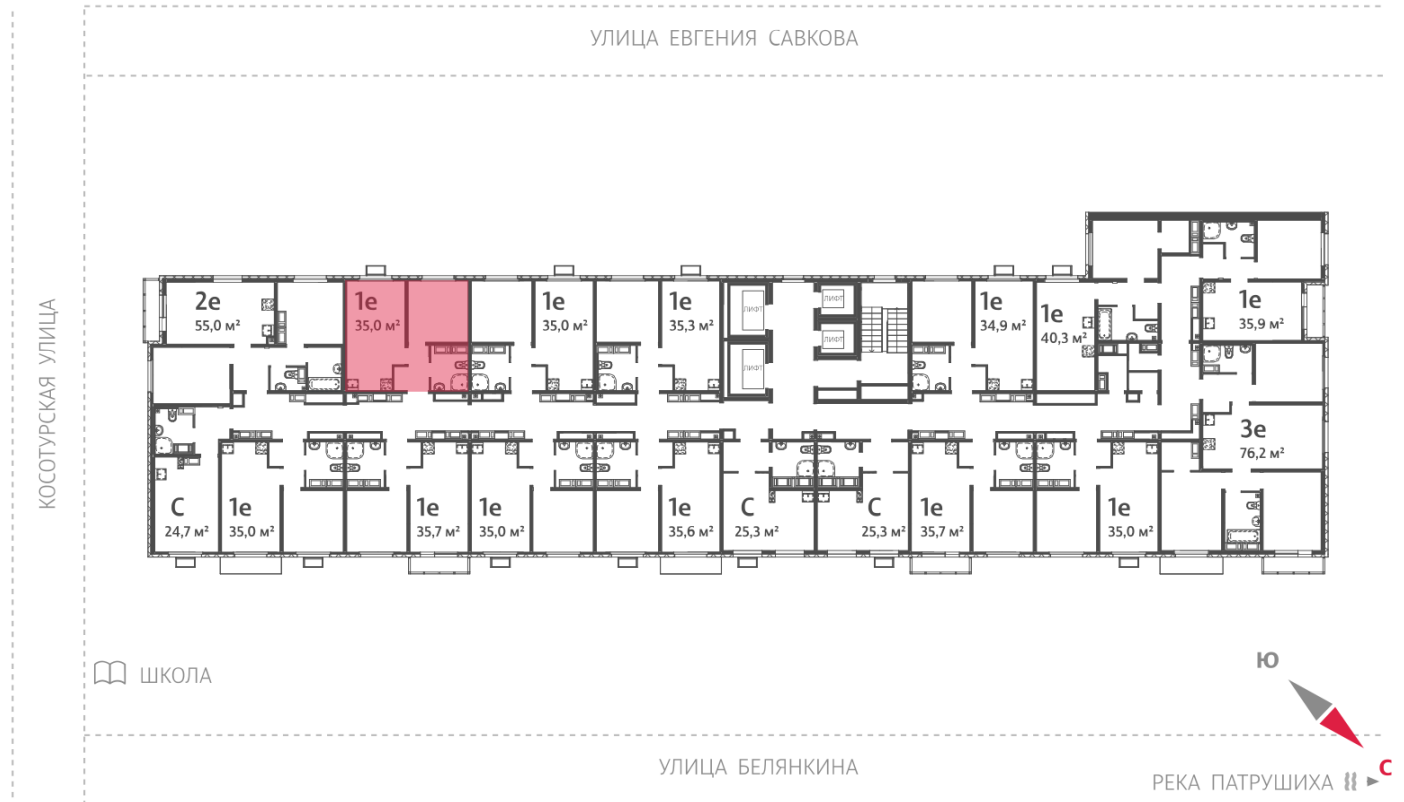 УЛИЦА ЕВГЕНИЯ САВКОВА
КОСОТУРСКАЯ УЛИЦА
2е
55,0 м²
1е
35,0 м²
1е
35,0 м²
1е
35,3 м²
ЛИФТ
ЛИФТ
ЛИФТ
ЛИФТ
1е
34,9 м²
1е
40,3 м²
1е
35,9 м²
3е
76,2 м²
С
24,7 м²
1е
35,0 м²
1е
35,7 м²
1е
35,0 м²
1е
35,6 м²
С
25,3 м²
С
25,3 м²
1е
35,7 м²
1е
35,0 м²
ШКОЛА
Ю
С
УЛИЦА БЕЛЯНКИНА
РЕКА ПАТРУШИХА